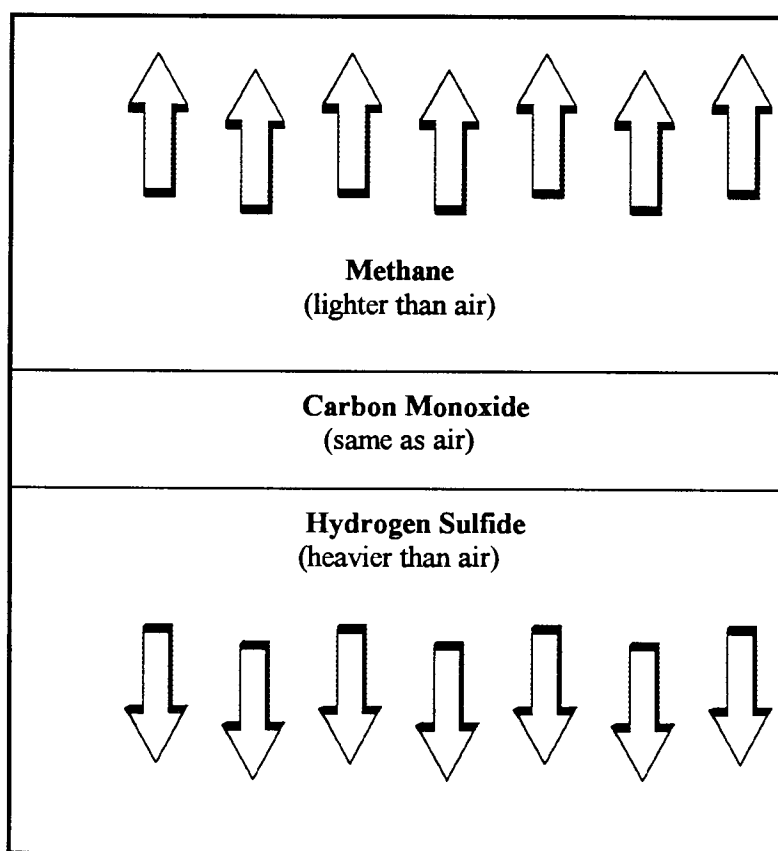 Methane
(lighter than air)
Carbon Monoxide
(same as air)
Hydrogen Sulfide
(heavier than air)